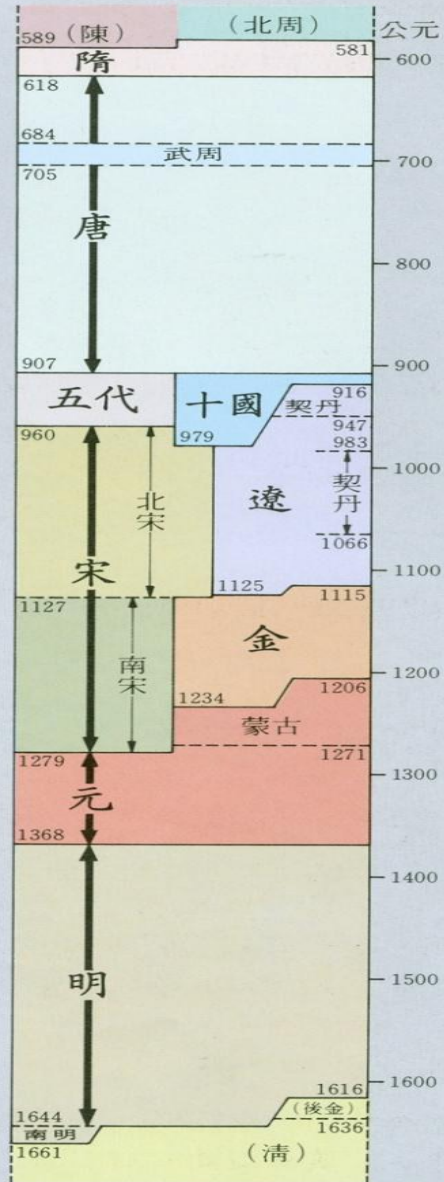 (陳) (北周) 公元
589 581
隋 600
618
684
武周 700
705
唐
800
907 900
五代 十國 916
契丹
960 979 947
983
1000
北宋 遼 契丹
1066
宋 1125 1115 1100
1127
金
南宋 1200
1234 1206
蒙古
1279 1271
1300
元
1368
1400
明
1500
1616 1600
1644 (後金)
南明 1636
1661 (清)